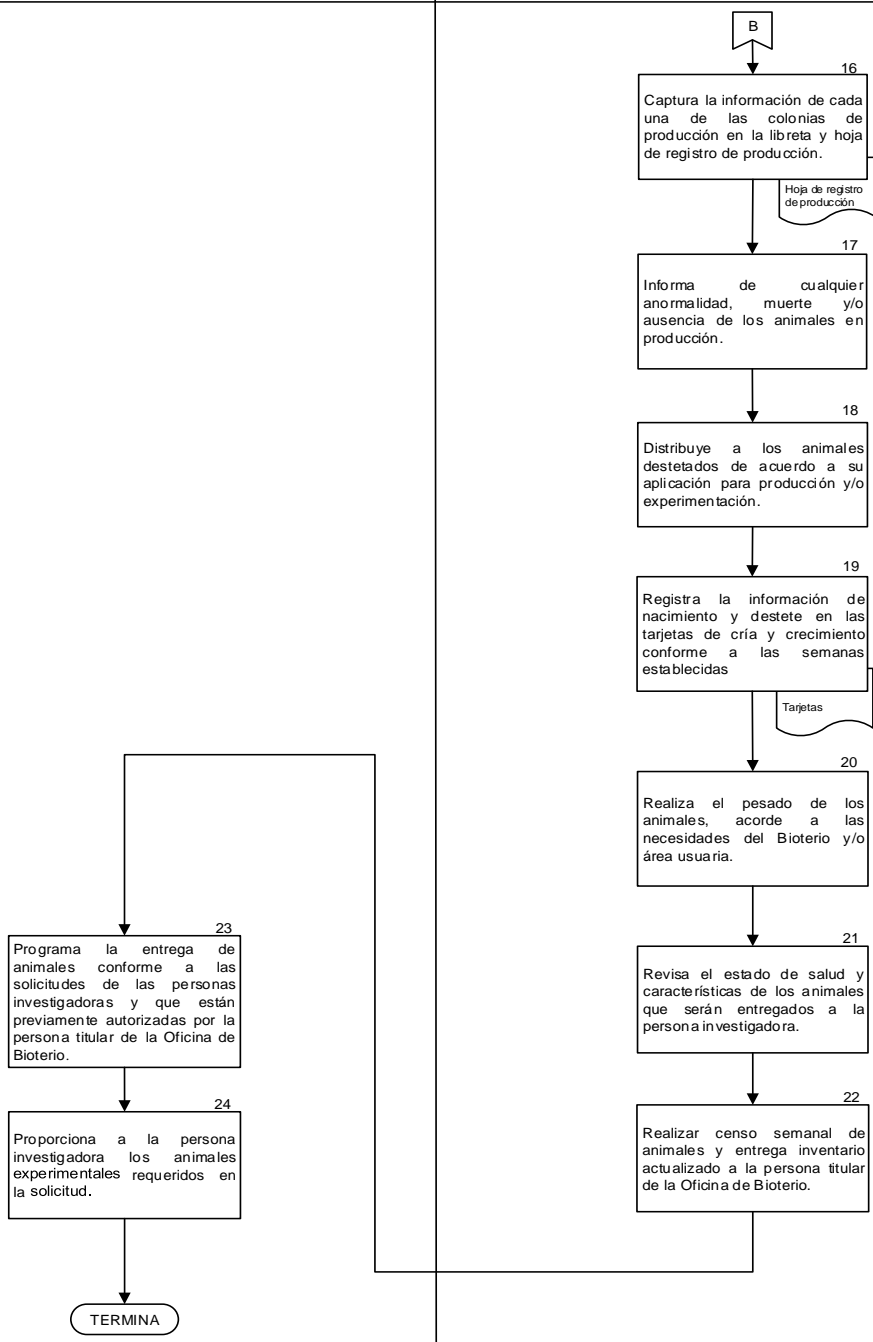 B
16
Captura la información de cada
una de las colonias de
producción en la libreta y hoja
de registro de producción.
Hoja de registro
de producción
17
Informa de cualquier
anormalidad, muerte y/o
ausencia de los animales en
producción.
18
Distribuye a los animales
destetados de acuerdo a su
aplicación para producción y/o
experimentación.
19
Registra la información de
nacimiento y destete en las
tarjetas de cría y crecimiento
conforme a las semanas
establecidas
Tarjetas
20
Realiza el pesado de los
animales, acorde a las
necesidades del Bioterio y/o
área usuaria.
21
Revisa el estado de salud y
características de los animales
que serán entregados a la
persona investigadora.
22
Realizar censo semanal de
animales y entrega inventario
actualizado a la persona titular
de la Oficina de Bioterio.
23
Programa la entrega de
animales conforme a las
solicitudes de las personas
investigadoras y que están
previamente autorizadas por la
persona titular de la Oficina de
Bioterio.
24
Proporciona a la persona
investigadora los animales
experimentales requeridos en
la solicitud.
TERMINA